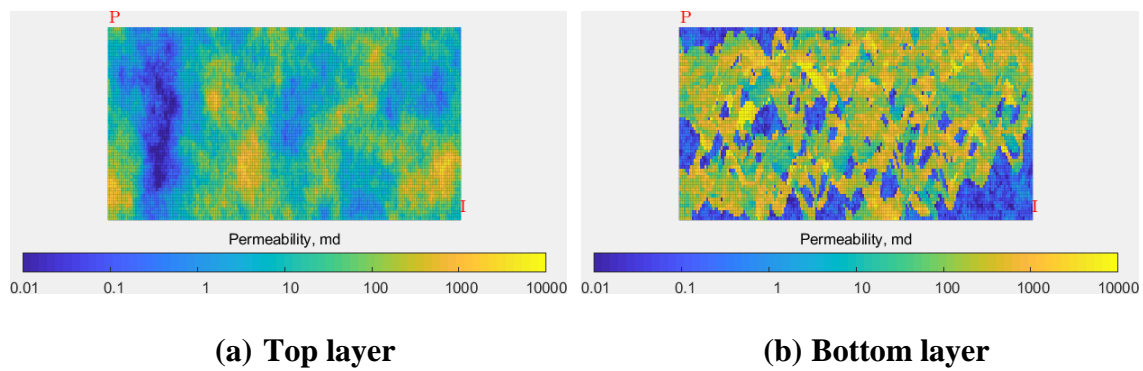 P
P
I
I
Permeability, md
Permeability, md
0.01 0.1 1 10 100 1000 10000
0.01 0.1 1 10 100 1000 10000
(a) Top layer
(b) Bottom layer